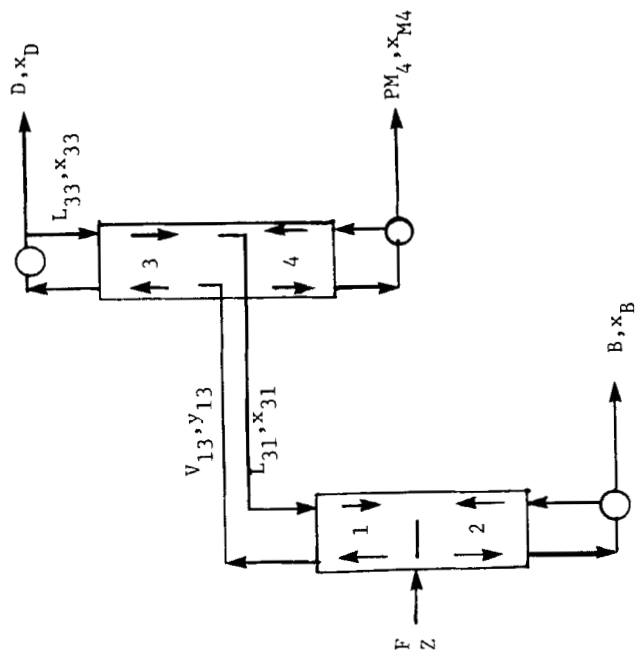 D,x_D
L_33,x_33
3
4
PM_4,x_M4
V_13,y_13
L_31,x_31
1
2
F
Z
B,x_B